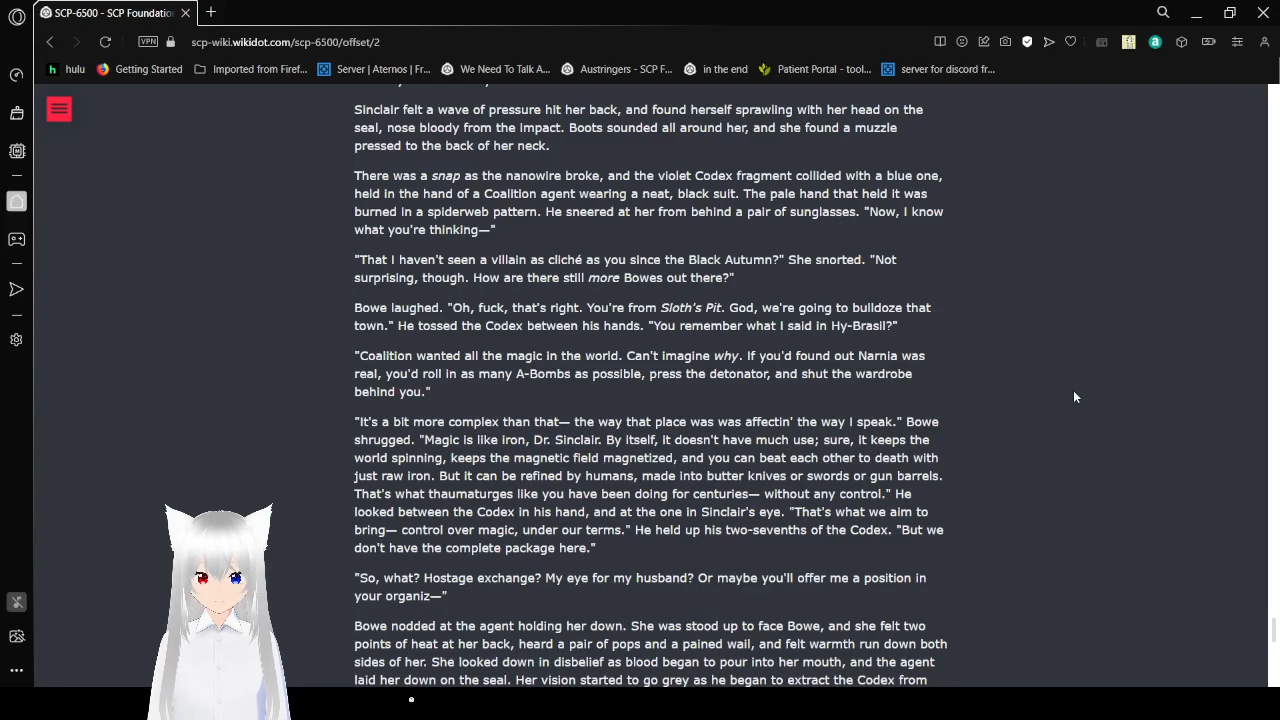 SCP-6500 - SCP Foundatio
VPN
scp-wiki.wikidot.com/scp-6500/offset/2
hulu
Getting Started
Imported from Firef...
Server | Aternos | Fr...
We Need To Talk A...
Austringers - SCP F...
in the end
Patient Portal - tool...
server for discord fr...
Sinclair felt a wave of pressure hit her back, and found herself sprawling with her head on the
seal, nose bloody from the impact. Boots sounded all around her, and she found a muzzle
pressed to the back of her neck.
There was a snap as the nanowire broke, and the violet Codex fragment collided with a blue one,
held in the hand of a Coalition agent wearing a neat, black suit. The pale hand that held it was
burned in a spiderweb pattern. He sneered at her from behind a pair of sunglasses. "Now, I know
what you're thinking—"
"That I haven't seen a villain as cliché as you since the Black Autumn?" She snorted. "Not
surprising, though. How are there still more Bowes out there?"
Bowe laughed. "Oh, fuck, that's right. You're from Sloth's Pit. God, we're going to bulldoze that
town." He tossed the Codex between his hands. "You remember what I said in Hy-Brasil?"
"Coalition wanted all the magic in the world. Can't imagine why. If you'd found out Narnia was
real, you'd roll in as many A-Bombs as possible, press the detonator, and shut the wardrobe
behind you."
"It's a bit more complex than that— the way that place was was affectin' the way I speak." Bowe
shrugged. "Magic is like iron, Dr. Sinclair. By itself, it doesn't have much use; sure, it keeps the
world spinning, keeps the magnetic field magnetized, and you can beat each other to death with
just raw iron. But it can be refined by humans, made into butter knives or swords or gun barrels.
That's what thaumaturges like you have been doing for centuries— without any control." He
looked between the Codex in his hand, and at the one in Sinclair's eye. "That's what we aim to
bring— control over magic, under our terms." He held up his two-sevenths of the Codex. "But we
don't have the complete package here."
"So, what? Hostage exchange? My eye for my husband? Or maybe you'll offer me a position in
your organiz—"
Bowe nodded at the agent holding her down. She was stood up to face Bowe, and she felt two
points of heat at her back, heard a pair of pops and a pained wail, and felt warmth run down both
sides of her. She looked down in disbelief as blood began to pour into her mouth, and the agent
laid her down on the seal. Her vision started to go grey as he began to extract the Codex from